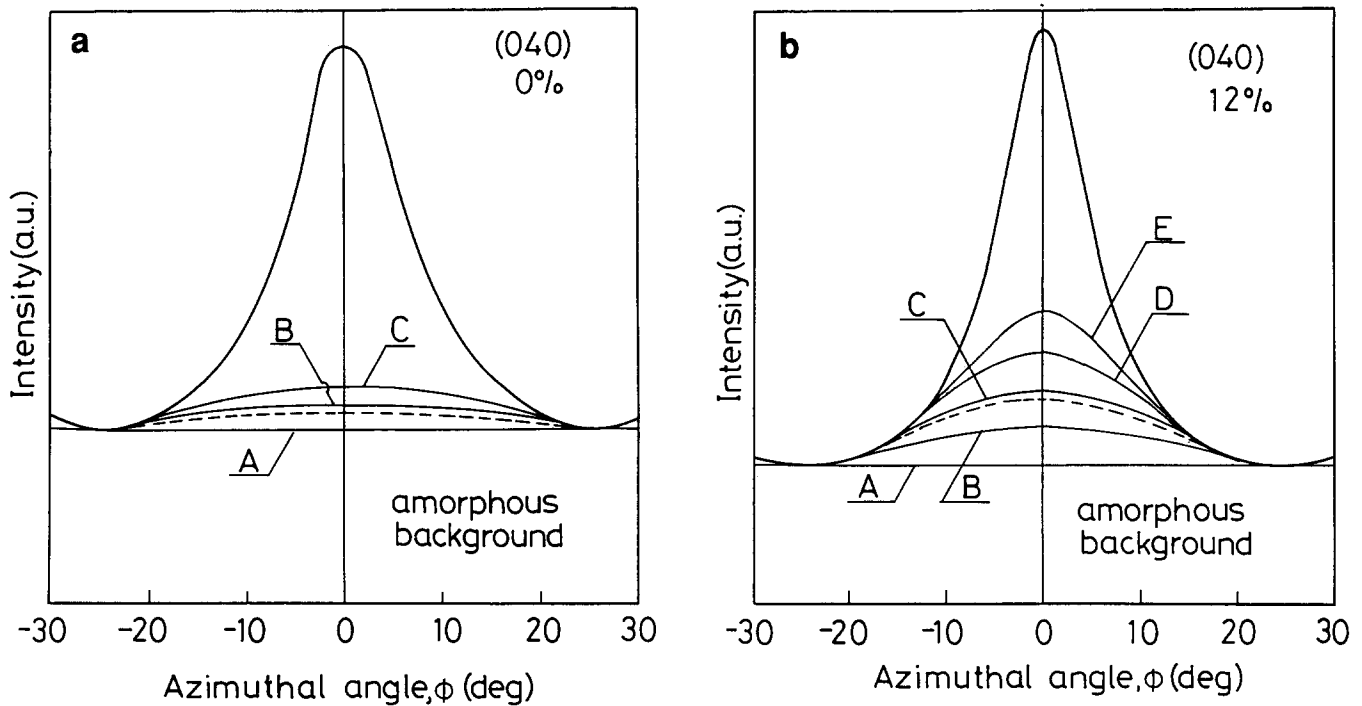 a
(040)
0%
Intensity(a.u.)
B
C
A
amorphous
background
-30
-20
-10
0
10
20
30
Azimuthal angle,ϕ (deg)
b
(040)
12%
Intensity(a.u.)
E
C
D
A
B
amorphous
background
-30
-20
-10
0
10
20
30
Azimuthal angle,ϕ (deg)